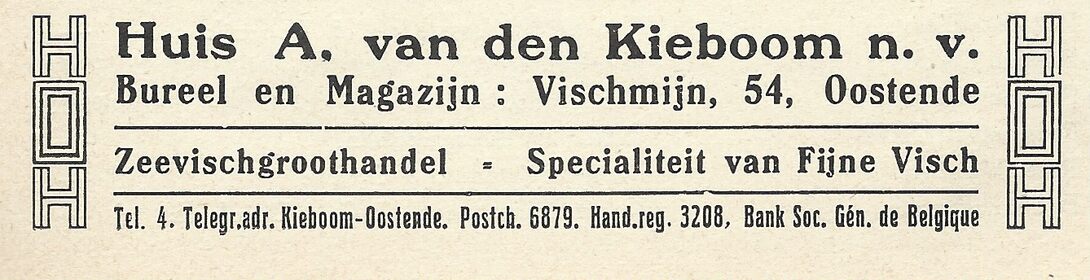 Huis A. van den Kieboom n. v.
Bureel en Magazijn : Vischmijn, 54, Oostende
Zeevischgroothandel - Specialiteit van Fijne Visch
Tel. 4. Telegr.adr. Kieboom-Oostende. Postch. 6879. Hand.reg. 3208, Bank Soc. Gén. de Belgique